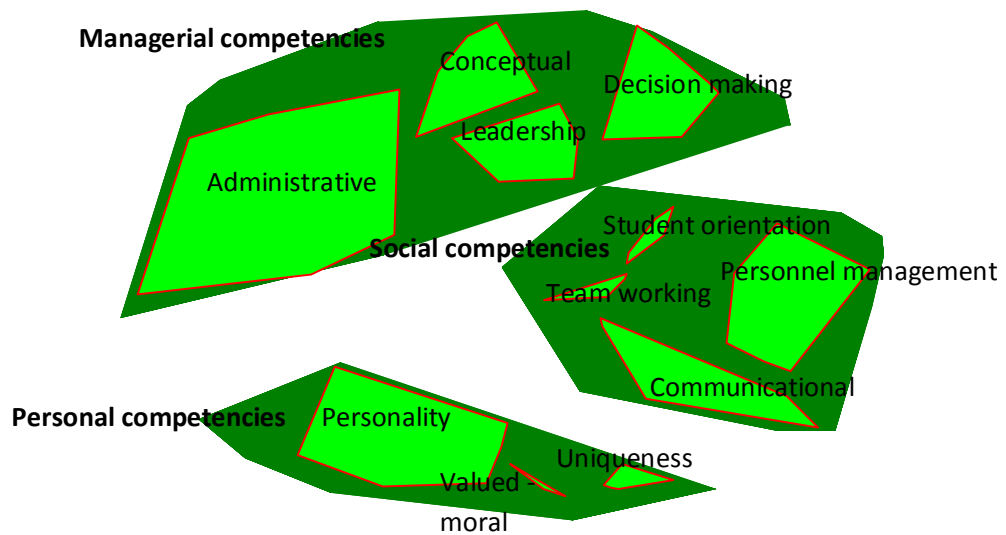 Managerial competencies
Conceptual
Decision making
Leadership
Administrative
Student orientation
Social competencies
Personnel management
Team working
Communicational
Personal competencies
Personality
Uniqueness
Valued -
moral